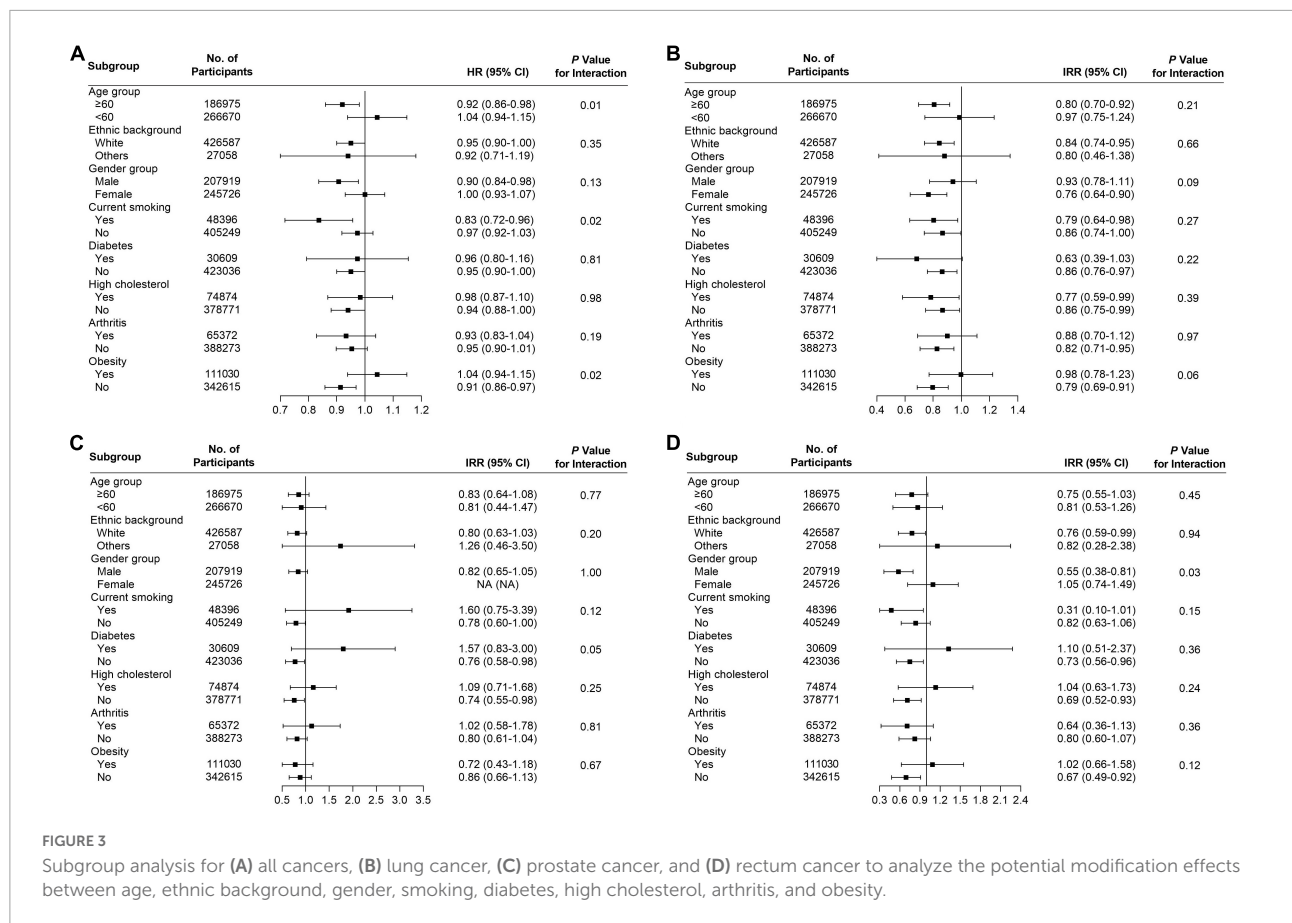 A
Subgroup No. of Participants HR (95% CI) P Value for Interaction
Age group
≥60 186975 0.92 (0.86-0.98) 0.01
<60 266670 1.04 (0.94-1.15)
Ethnic background
White 426587 0.95 (0.90-1.00) 0.35
Others 27058 0.92 (0.71-1.19)
Gender group
Male 207919 0.90 (0.84-0.98) 0.13
Female 245726 1.00 (0.93-1.07)
Current smoking
Yes 48396 0.83 (0.72-0.96) 0.02
No 405249 0.97 (0.92-1.03)
Diabetes
Yes 30609 0.96 (0.80-1.16) 0.81
No 423036 0.95 (0.90-1.00)
High cholesterol
Yes 74874 0.98 (0.87-1.10) 0.98
No 378771 0.94 (0.88-1.00)
Arthritis
Yes 65372 0.93 (0.83-1.04) 0.19
No 388273 0.95 (0.90-1.01)
Obesity
Yes 111030 1.04 (0.94-1.15) 0.02
No 342615 0.91 (0.86-0.97)
0.7 0.8 0.9 1.0 1.1 1.2
B
Subgroup No. of Participants IRR (95% CI) P Value for Interaction
Age group
≥60 186975 0.80 (0.70-0.92) 0.21
<60 266670 0.97 (0.75-1.24)
Ethnic background
White 426587 0.84 (0.74-0.95) 0.66
Others 27058 0.80 (0.46-1.38)
Gender group
Male 207919 0.93 (0.78-1.11) 0.09
Female 245726 0.76 (0.64-0.90)
Current smoking
Yes 48396 0.79 (0.64-0.98) 0.27
No 405249 0.86 (0.74-1.00)
Diabetes
Yes 30609 0.63 (0.39-1.03) 0.22
No 423036 0.86 (0.76-0.97)
High cholesterol
Yes 74874 0.77 (0.59-0.99) 0.39
No 378771 0.86 (0.75-0.99)
Arthritis
Yes 65372 0.88 (0.70-1.12) 0.97
No 388273 0.82 (0.71-0.95)
Obesity
Yes 111030 0.98 (0.78-1.23) 0.06
No 342615 0.79 (0.69-0.91)
0.4 0.6 0.8 1.0 1.2 1.4
C
Subgroup No. of Participants IRR (95% CI) P Value for Interaction
Age group
≥60 186975 0.83 (0.64-1.08) 0.77
<60 266670 0.81 (0.44-1.47)
Ethnic background
White 426587 0.80 (0.63-1.03) 0.20
Others 27058 1.26 (0.46-3.50)
Gender group
Male 207919 0.82 (0.65-1.05) 1.00
Female 245726 NA (NA)
Current smoking
Yes 48396 1.60 (0.75-3.39) 0.12
No 405249 0.78 (0.60-1.00)
Diabetes
Yes 30609 1.57 (0.83-3.00) 0.05
No 423036 0.76 (0.58-0.98)
High cholesterol
Yes 74874 1.09 (0.71-1.68) 0.25
No 378771 0.74 (0.55-0.98)
Arthritis
Yes 65372 1.02 (0.58-1.78) 0.81
No 388273 0.80 (0.61-1.04)
Obesity
Yes 111030 0.72 (0.43-1.18) 0.67
No 342615 0.86 (0.66-1.13)
0.5 1.0 1.5 2.0 2.5 3.0 3.5
D
Subgroup No. of Participants IRR (95% CI) P Value for Interaction
Age group
≥60 186975 0.75 (0.55-1.03) 0.45
<60 266670 0.81 (0.53-1.26)
Ethnic background
White 426587 0.76 (0.59-0.99) 0.94
Others 27058 0.82 (0.28-2.38)
Gender group
Male 207919 0.55 (0.38-0.81) 0.03
Female 245726 1.05 (0.74-1.49)
Current smoking
Yes 48396 0.31 (0.10-1.01) 0.15
No 405249 0.82 (0.63-1.06)
Diabetes
Yes 30609 1.10 (0.51-2.37) 0.36
No 423036 0.73 (0.56-0.96)
High cholesterol
Yes 74874 1.04 (0.63-1.73) 0.24
No 378771 0.69 (0.52-0.93)
Arthritis
Yes 65372 0.64 (0.36-1.13) 0.36
No 388273 0.80 (0.60-1.07)
Obesity
Yes 111030 1.02 (0.66-1.58) 0.12
No 342615 0.67 (0.49-0.92)
0.3 0.6 0.9 1.2 1.5 1.8 2.1 2.4
FIGURE 3
Subgroup analysis for (A) all cancers, (B) lung cancer, (C) prostate cancer, and (D) rectum cancer to analyze the potential modification effects
between age, ethnic background, gender, smoking, diabetes, high cholesterol, arthritis, and obesity.